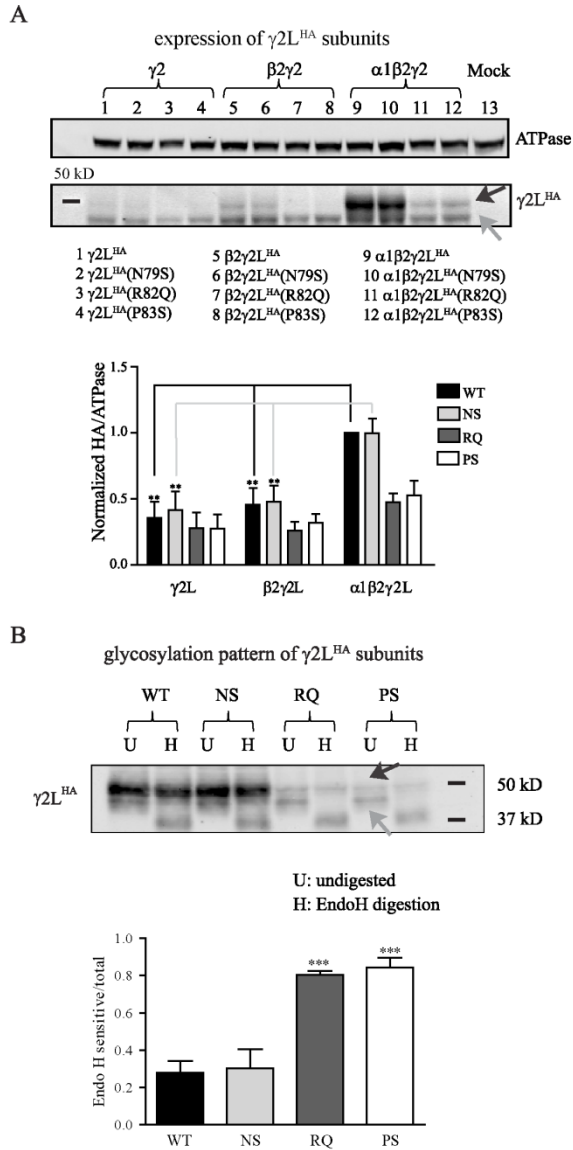 A
expression of γ2L^HA subunits
γ2 β2γ2 α1β2γ2 Mock
1 2 3 4 5 6 7 8 9 10 11 12 13
ATPase
50 kD
γ2L^HA
1 γ2L^HA 5 β2γ2L^HA 9 α1β2γ2L^HA
2 γ2L^HA(N79S) 6 β2γ2L^HA(N79S) 10 α1β2γ2L^HA(N79S)
3 γ2L^HA(R82Q) 7 β2γ2L^HA(R82Q) 11 α1β2γ2L^HA(R82Q)
4 γ2L^HA(P83S) 8 β2γ2L^HA(P83S) 12 α1β2γ2L^HA(P83S)
Normalized HA/ATPase
1.5
1.0
0.5
0.0
** ** ** **
WT
NS
RQ
PS
γ2L β2γ2L α1β2γ2L
B
glycosylation pattern of γ2L^HA subunits
WT NS RQ PS
U H U H U H U H
γ2L^HA
50 kD
37 kD
U: undigested
H: EndoH digestion
Endo H sensitive/total
1.0
0.8
0.6
0.4
0.2
0.0
*** ***
WT NS RQ PS